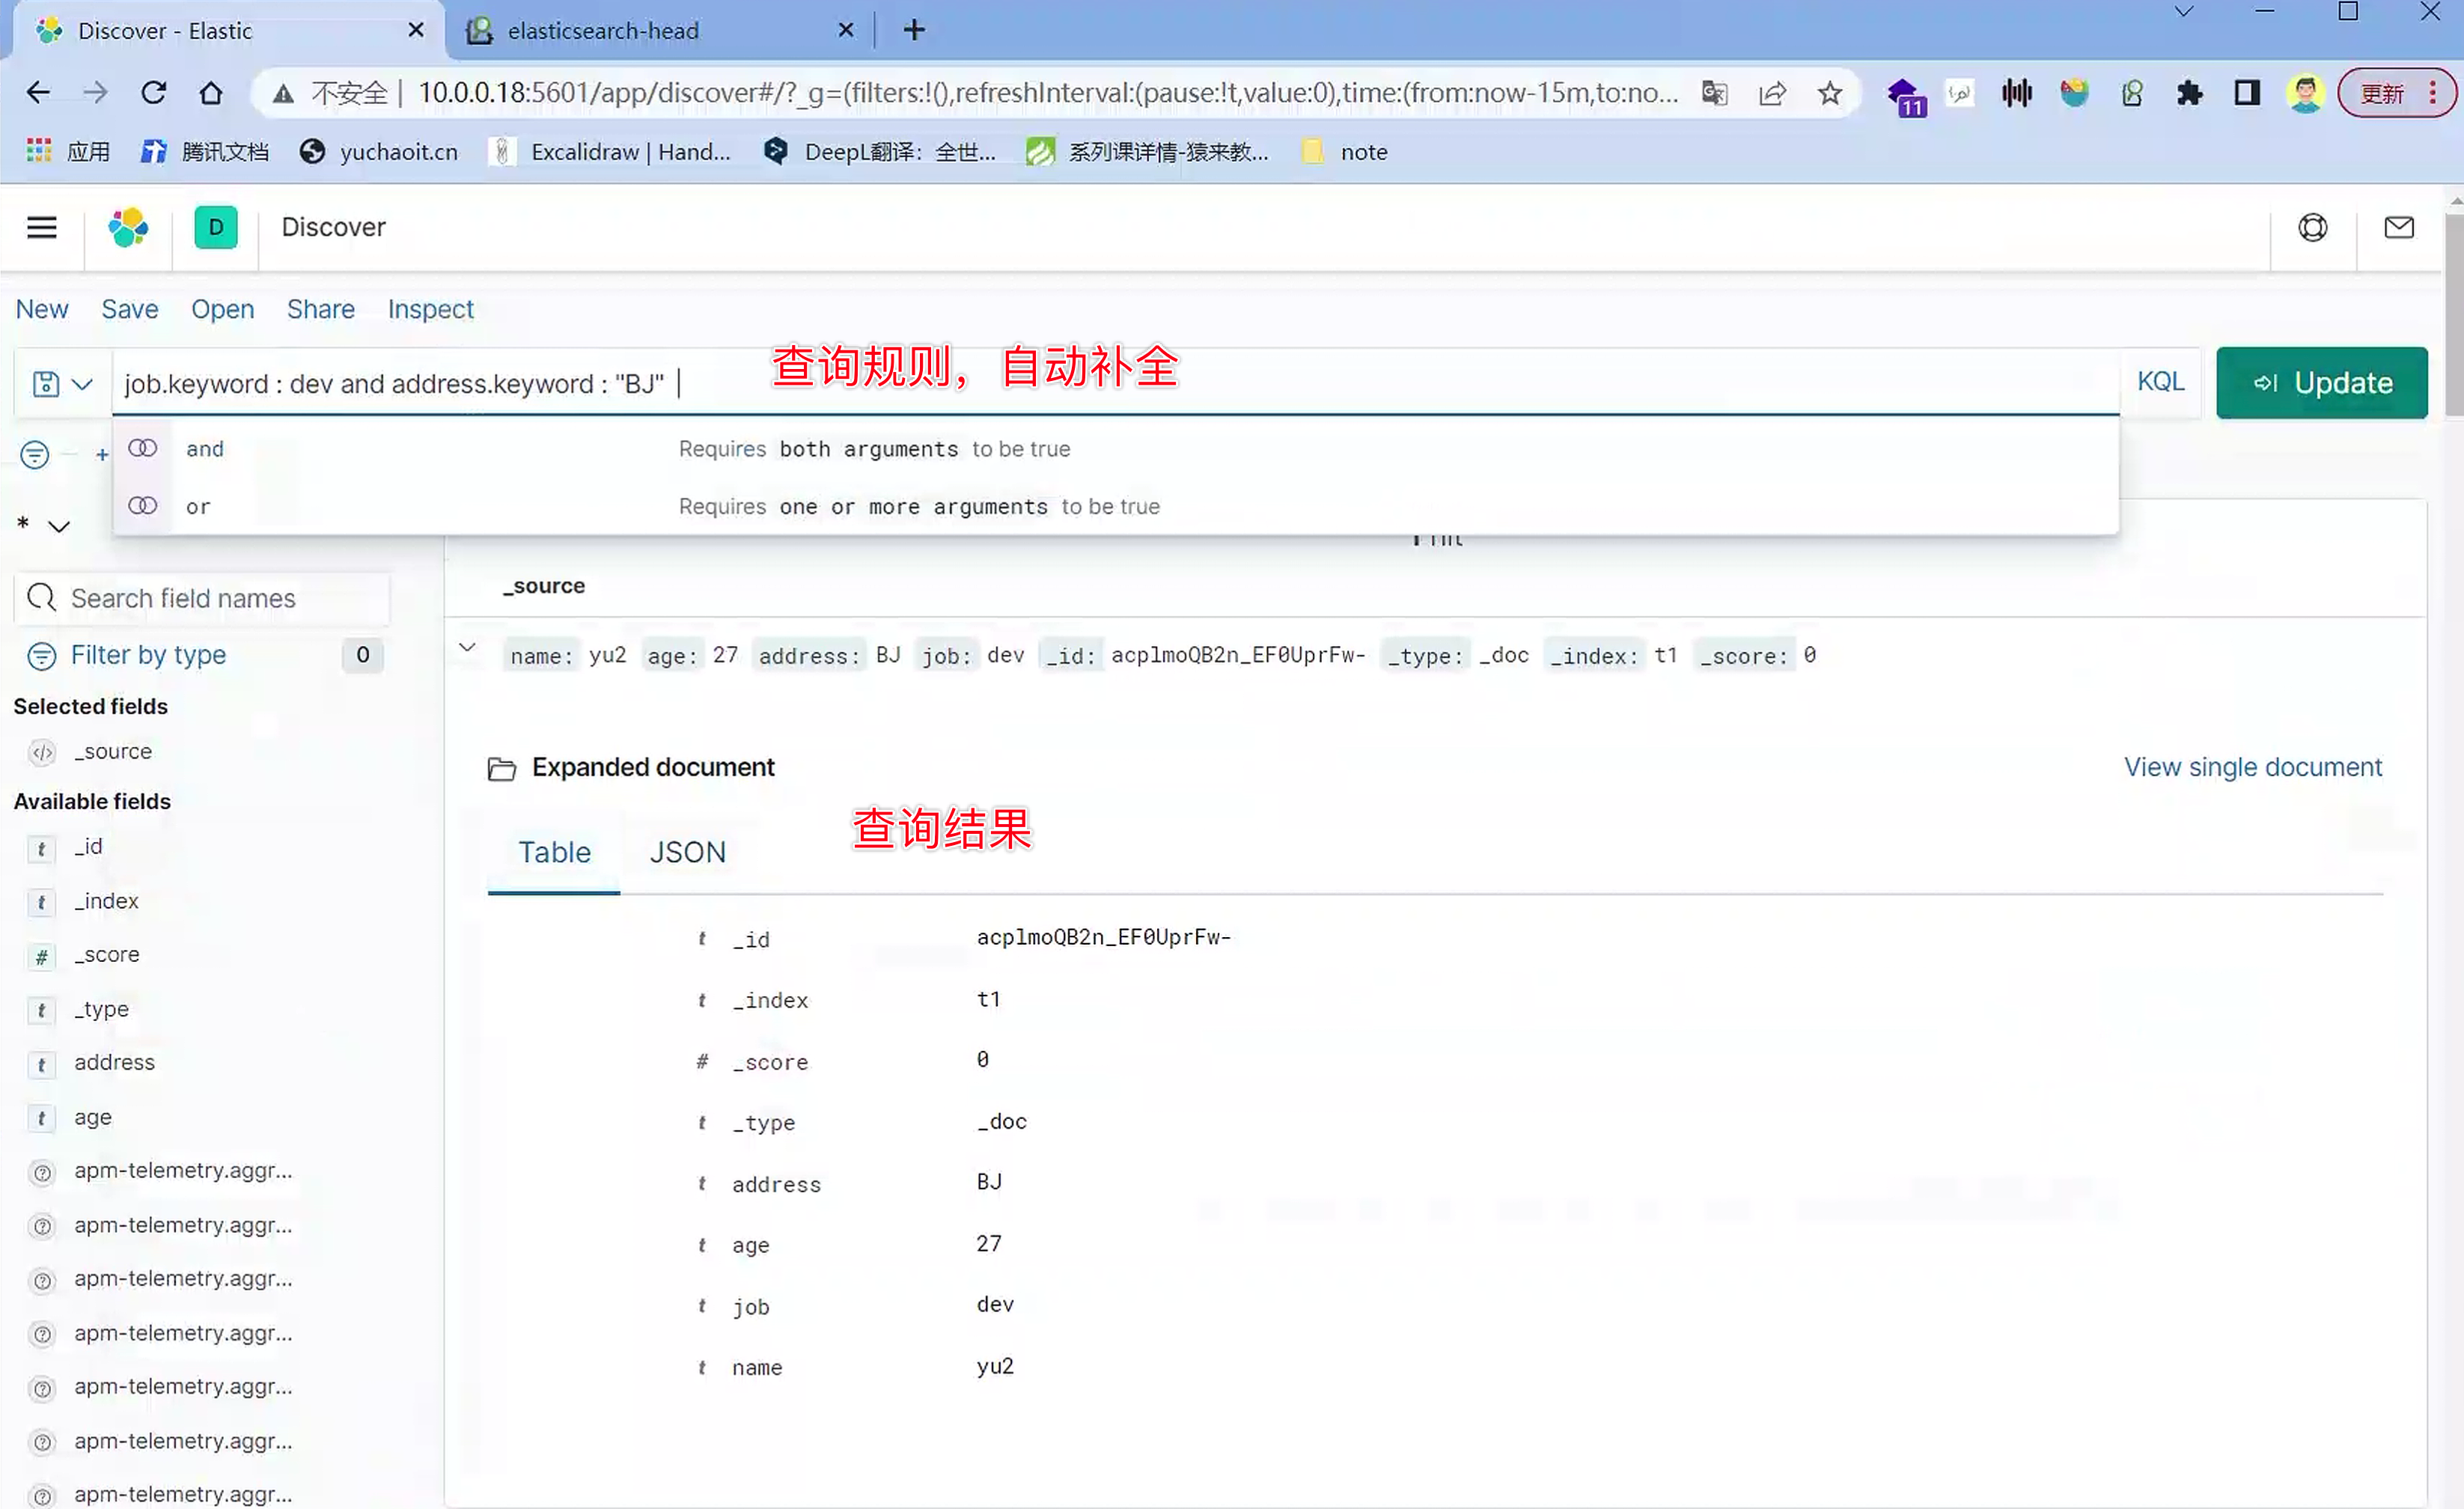 Discover - Elastic
elasticsearch-head
不安全 | 10.0.0.18:5601/app/discover#/?_g=(filters:!(),refreshInterval:(pause:!t,value:0),time:(from:now-15m,to:no...
11
更新
应用
腾讯文档
yuchaoit.cn
Excalidraw | Hand...
DeepL翻译：全世...
系列课详情-猿来教...
note
D
Discover
New
Save
Open
Share
Inspect
查询规则，自动补全
job.keyword : dev and address.keyword : "BJ"
KQL
Update
and Requires both arguments to be true
or Requires one or more arguments to be true
+
*
Search field names
Filter by type 0
Selected fields
_source
Available fields
t _id
t _index
# _score
t _type
t address
t age
apm-telemetry.aggr...
apm-telemetry.aggr...
apm-telemetry.aggr...
apm-telemetry.aggr...
apm-telemetry.aggr...
apm-telemetry.aggr...
apm-telemetry.aggr...
_source
name: yu2 age: 27 address: BJ job: dev _id: acplmoQB2n_EF0UprFw- _type: _doc _index: t1 _score: 0
Expanded document
View single document
查询结果
Table
JSON
t _id acplmoQB2n_EF0UprFw-
t _index t1
# _score 0
t _type _doc
t address BJ
t age 27
t job dev
t name yu2